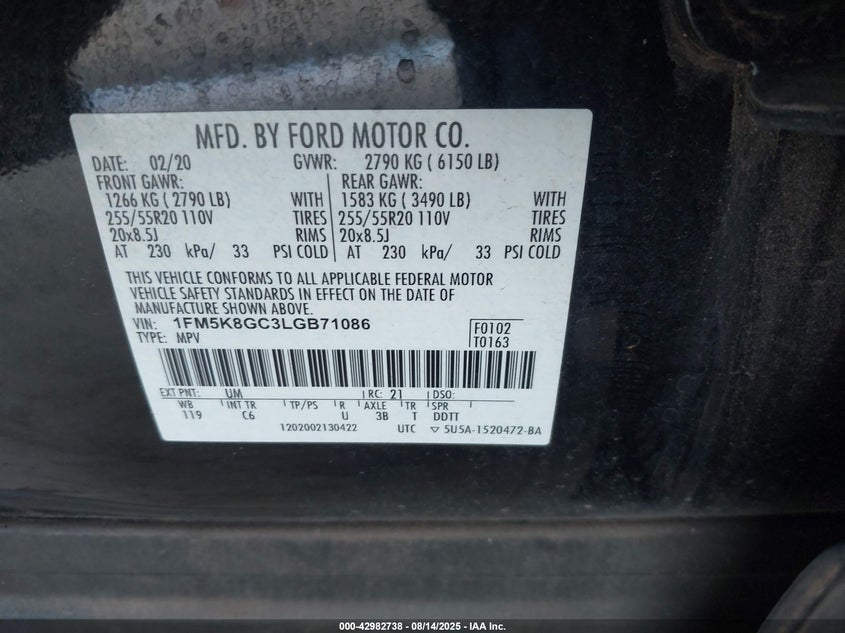 MFD. BY FORD MOTOR CO.
DATE: 02/20 GVWR: 2790 KG ( 6150 LB)
FRONT GAWR: REAR GAWR:
1266 KG ( 2790 LB) WITH 1583 KG ( 3490 LB) WITH
255/55R20 110V TIRES 255/55R20 110V TIRES
20x8.5J RIMS 20x8.5J RIMS
AT 230 kPa/ 33 PSI COLD AT 230 kPa/ 33 PSI COLD
THIS VEHICLE CONFORMS TO ALL APPLICABLE FEDERAL MOTOR
VEHICLE SAFETY STANDARDS IN EFFECT ON THE DATE OF
MANUFACTURE SHOWN ABOVE.
VIN: 1FM5K8GC3LGB71086 F0102
TYPE: MPV T0163
EXT PNT: UM RC: 21 DSO:
WB INT TR TP/PS R AXLE TR SPR
119 C6 U 3B T DDTT
1202002130422 UTC ▽ 5U5A-1520472-BA
000-42982738 - 08/14/2025 - IAA Inc.